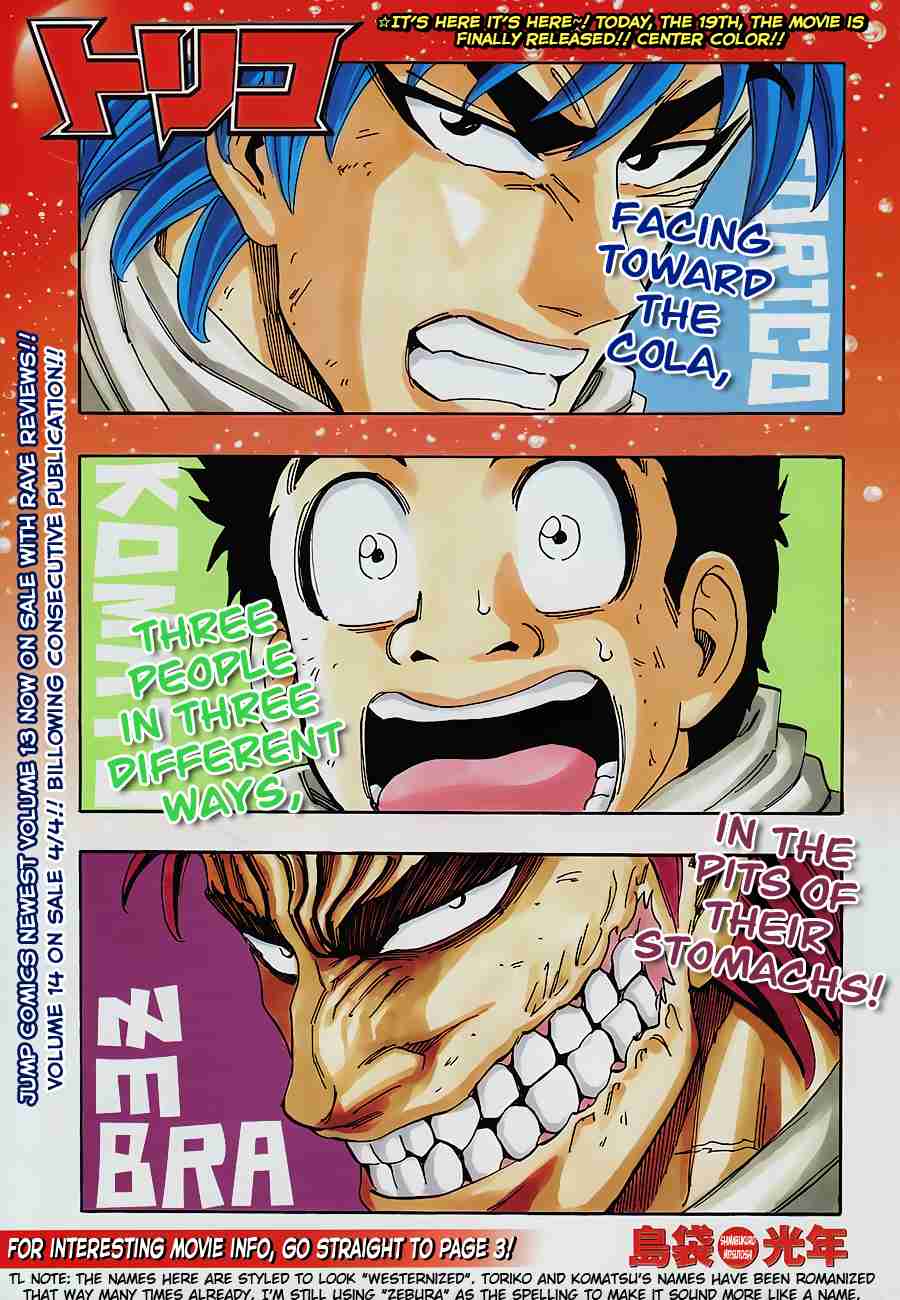 トリコ
☆IT'S HERE IT'S HERE~! TODAY, THE 19TH, THE MOVIE IS
FINALLY RELEASED!! CENTER COLOR!!
TORICO
FACING
TOWARD
THE
COLA,
KOMATS
THREE
PEOPLE
IN THREE
DIFFERENT
WAYS,
IN THE
PITS OF
THEIR
STOMACHS!
ZE
BRA
JUMP COMICS NEWEST VOLUME 13 NOW ON SALE WITH RAVE REVIEWS!!
VOLUME 14 ON SALE 4/4!! BILLOWING CONSECUTIVE PUBLICATION!!
FOR INTERESTING MOVIE INFO, GO STRAIGHT TO PAGE 3!
島袋 SHIMABUKURO MITSUTOSHI 光年
TL NOTE: THE NAMES HERE ARE STYLED TO LOOK "WESTERNIZED". TORIKO AND KOMATSU'S NAMES HAVE BEEN ROMANIZED
THAT WAY MANY TIMES ALREADY. I'M STILL USING "ZEBURA" AS THE SPELLING TO MAKE IT SOUND MORE LIKE A NAME.